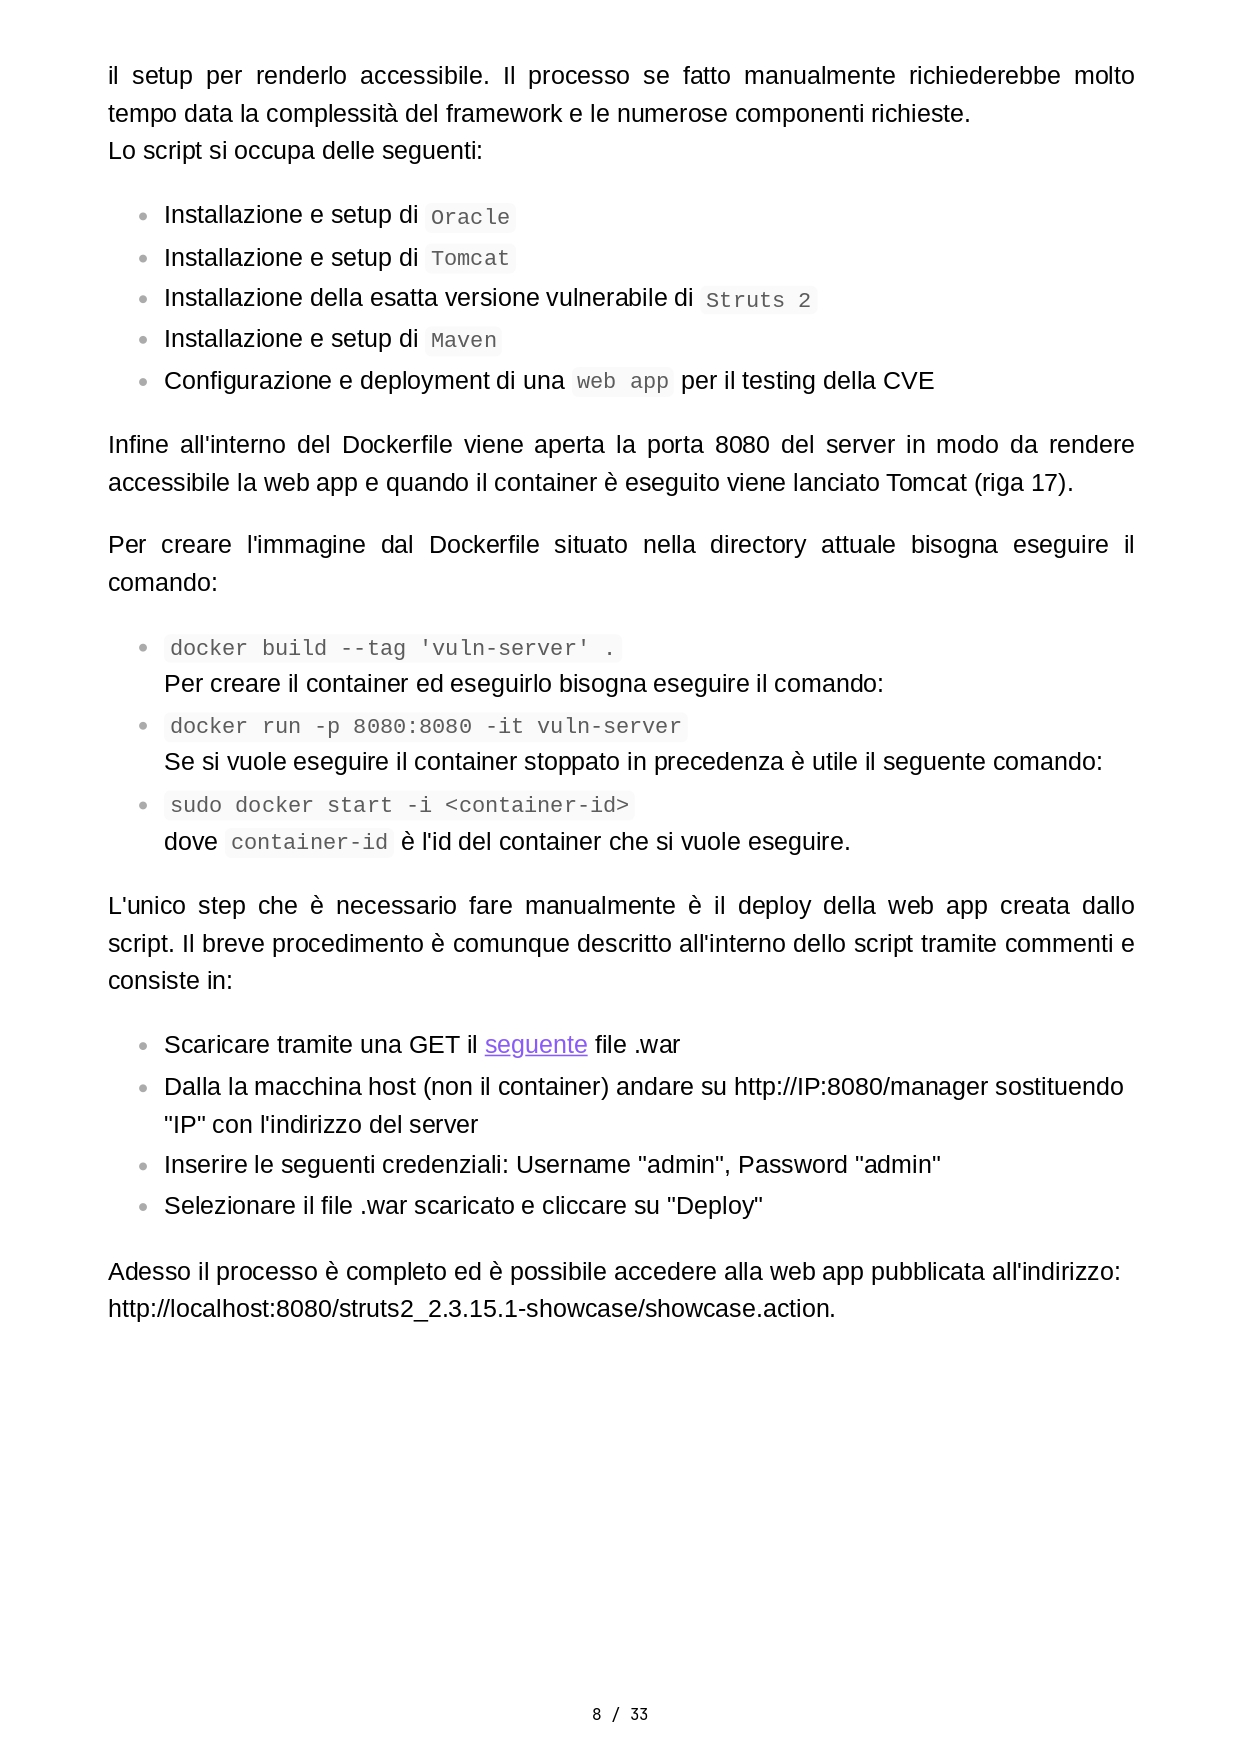 il setup per renderlo accessibile. Il processo se fatto manualmente richiederebbe molto
tempo data la complessità del framework e le numerose componenti richieste.
Lo script si occupa delle seguenti:
Installazione e setup di Oracle
Installazione e setup di Tomcat
Installazione della esatta versione vulnerabile di Struts 2
Installazione e setup di Maven
Configurazione e deployment di una web app per il testing della CVE
Infine all'interno del Dockerfile viene aperta la porta 8080 del server in modo da rendere
accessibile la web app e quando il container è eseguito viene lanciato Tomcat (riga 17).
Per creare l'immagine dal Dockerfile situato nella directory attuale bisogna eseguire il
comando:
docker build --tag 'vuln-server' .
Per creare il container ed eseguirlo bisogna eseguire il comando:
docker run -p 8080:8080 -it vuln-server
Se si vuole eseguire il container stoppato in precedenza è utile il seguente comando:
sudo docker start -i <container-id>
dove container-id è l'id del container che si vuole eseguire.
L'unico step che è necessario fare manualmente è il deploy della web app creata dallo
script. Il breve procedimento è comunque descritto all'interno dello script tramite commenti e
consiste in:
Scaricare tramite una GET il seguente file .war
Dalla la macchina host (non il container) andare su http://IP:8080/manager sostituendo
"IP" con l'indirizzo del server
Inserire le seguenti credenziali: Username "admin", Password "admin"
Selezionare il file .war scaricato e cliccare su "Deploy"
Adesso il processo è completo ed è possibile accedere alla web app pubblicata all'indirizzo:
http://localhost:8080/struts2_2.3.15.1-showcase/showcase.action.
8 / 33